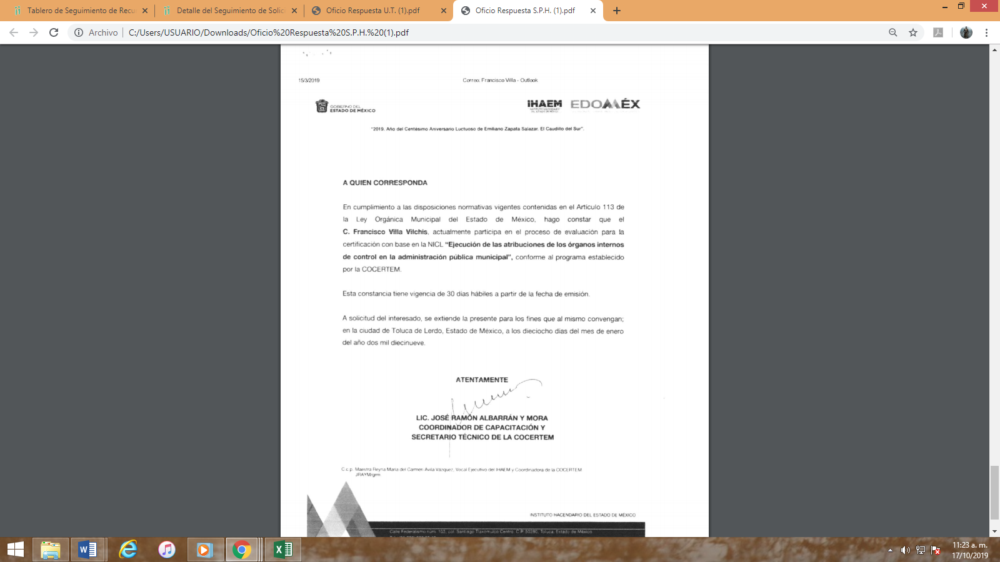 Tablero de Seguimiento de Recu
Detalle del Seguimiento de Solici
Oficio Respuesta U.T. (1).pdf
Oficio Respuesta S.P.H. (1).pdf
Archivo
C:/Users/USUARIO/Downloads/Oficio%20Respuesta%20S.P.H.%20(1).pdf
15/3/2019
Correo: Francisco Villa - Outlook
GOBIERNO DEL
ESTADO DE MÉXICO
IHAEM
EDOMÉX
"2019. Año del Centésimo Aniversario Luctuoso de Emiliano Zapata Salazar. El Caudillo del Sur".
A QUIEN CORRESPONDA
En cumplimiento a las disposiciones normativas vigentes contenidas en el Artículo 113 de
la Ley Orgánica Municipal del Estado de México, hago constar que el
C. Francisco Villa Vilchis, actualmente participa en el proceso de evaluación para la
certificación con base en la NICL "Ejecución de las atribuciones de los órganos internos
de control en la administración pública municipal", conforme al programa establecido
por la COCERTEM.
Esta constancia tiene vigencia de 30 días hábiles a partir de la fecha de emisión.
A solicitud del interesado, se extiende la presente para los fines que al mismo convengan;
en la ciudad de Toluca de Lerdo, Estado de México, a los dieciocho días del mes de enero
del año dos mil diecinueve.
ATENTAMENTE
LIC. JOSÉ RAMÓN ALBARRÁN Y MORA
COORDINADOR DE CAPACITACIÓN Y
SECRETARIO TÉCNICO DE LA COCERTEM
C.c.p. Maestra Reyna María del Carmen Avila Vázquez, Vocal Ejecutivo del IHAEM y Coordinadora de la COCERTEM
JRAYM/grm
INSTITUTO HACENDARIO DEL ESTADO DE MÉXICO
Calle Federalismo núm. 103, col. Santiago Tlaxomulco Centro. C.P. 50280, Toluca, Estado de México.
11:23 a. m.
17/10/2019